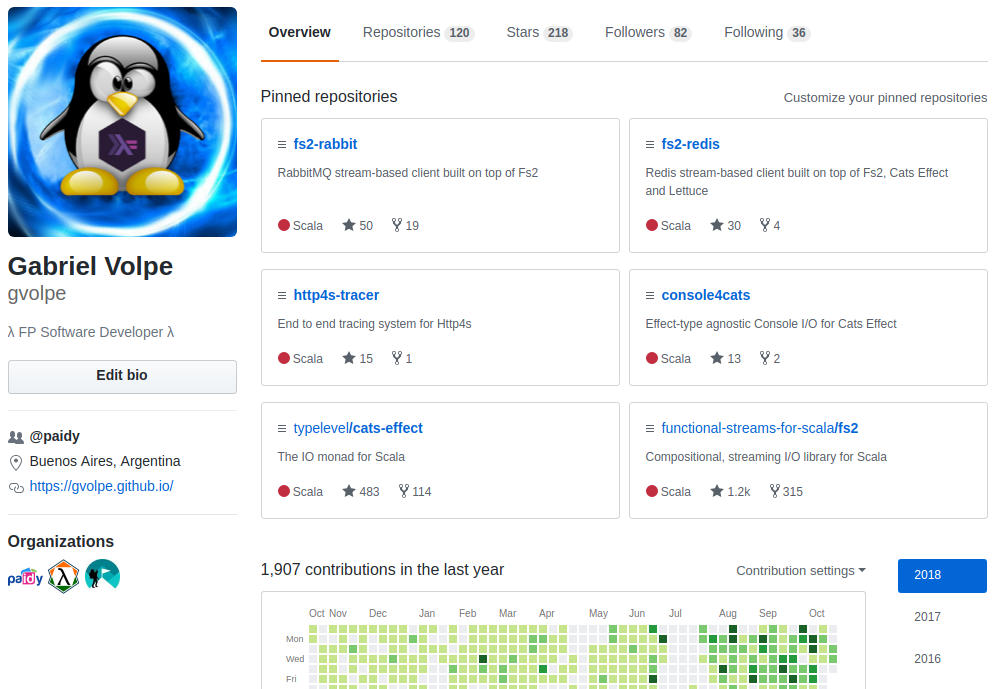 Overview Repositories 120 Stars 218 Followers 82 Following 36
Pinned repositories Customize your pinned repositories
fs2-rabbit
RabbitMQ stream-based client built on top of Fs2
Scala 50 19
fs2-redis
Redis stream-based client built on top of Fs2, Cats Effect
and Lettuce
Scala 30 4
http4s-tracer
End to end tracing system for Http4s
Scala 15 1
console4cats
Effect-type agnostic Console I/O for Cats Effect
Scala 13 2
typelevel/cats-effect
The IO monad for Scala
Scala 483 114
functional-streams-for-scala/fs2
Compositional, streaming I/O library for Scala
Scala 1.2k 315
Gabriel Volpe
gvolpe
λ FP Software Developer λ
Edit bio
@paidy
Buenos Aires, Argentina
https://gvolpe.github.io/
Organizations
paidy λ
1,907 contributions in the last year Contribution settings
2018
2017
2016
Oct Nov Dec Jan Feb Mar Apr May Jun Jul Aug Sep Oct
Mon
Wed
Fri